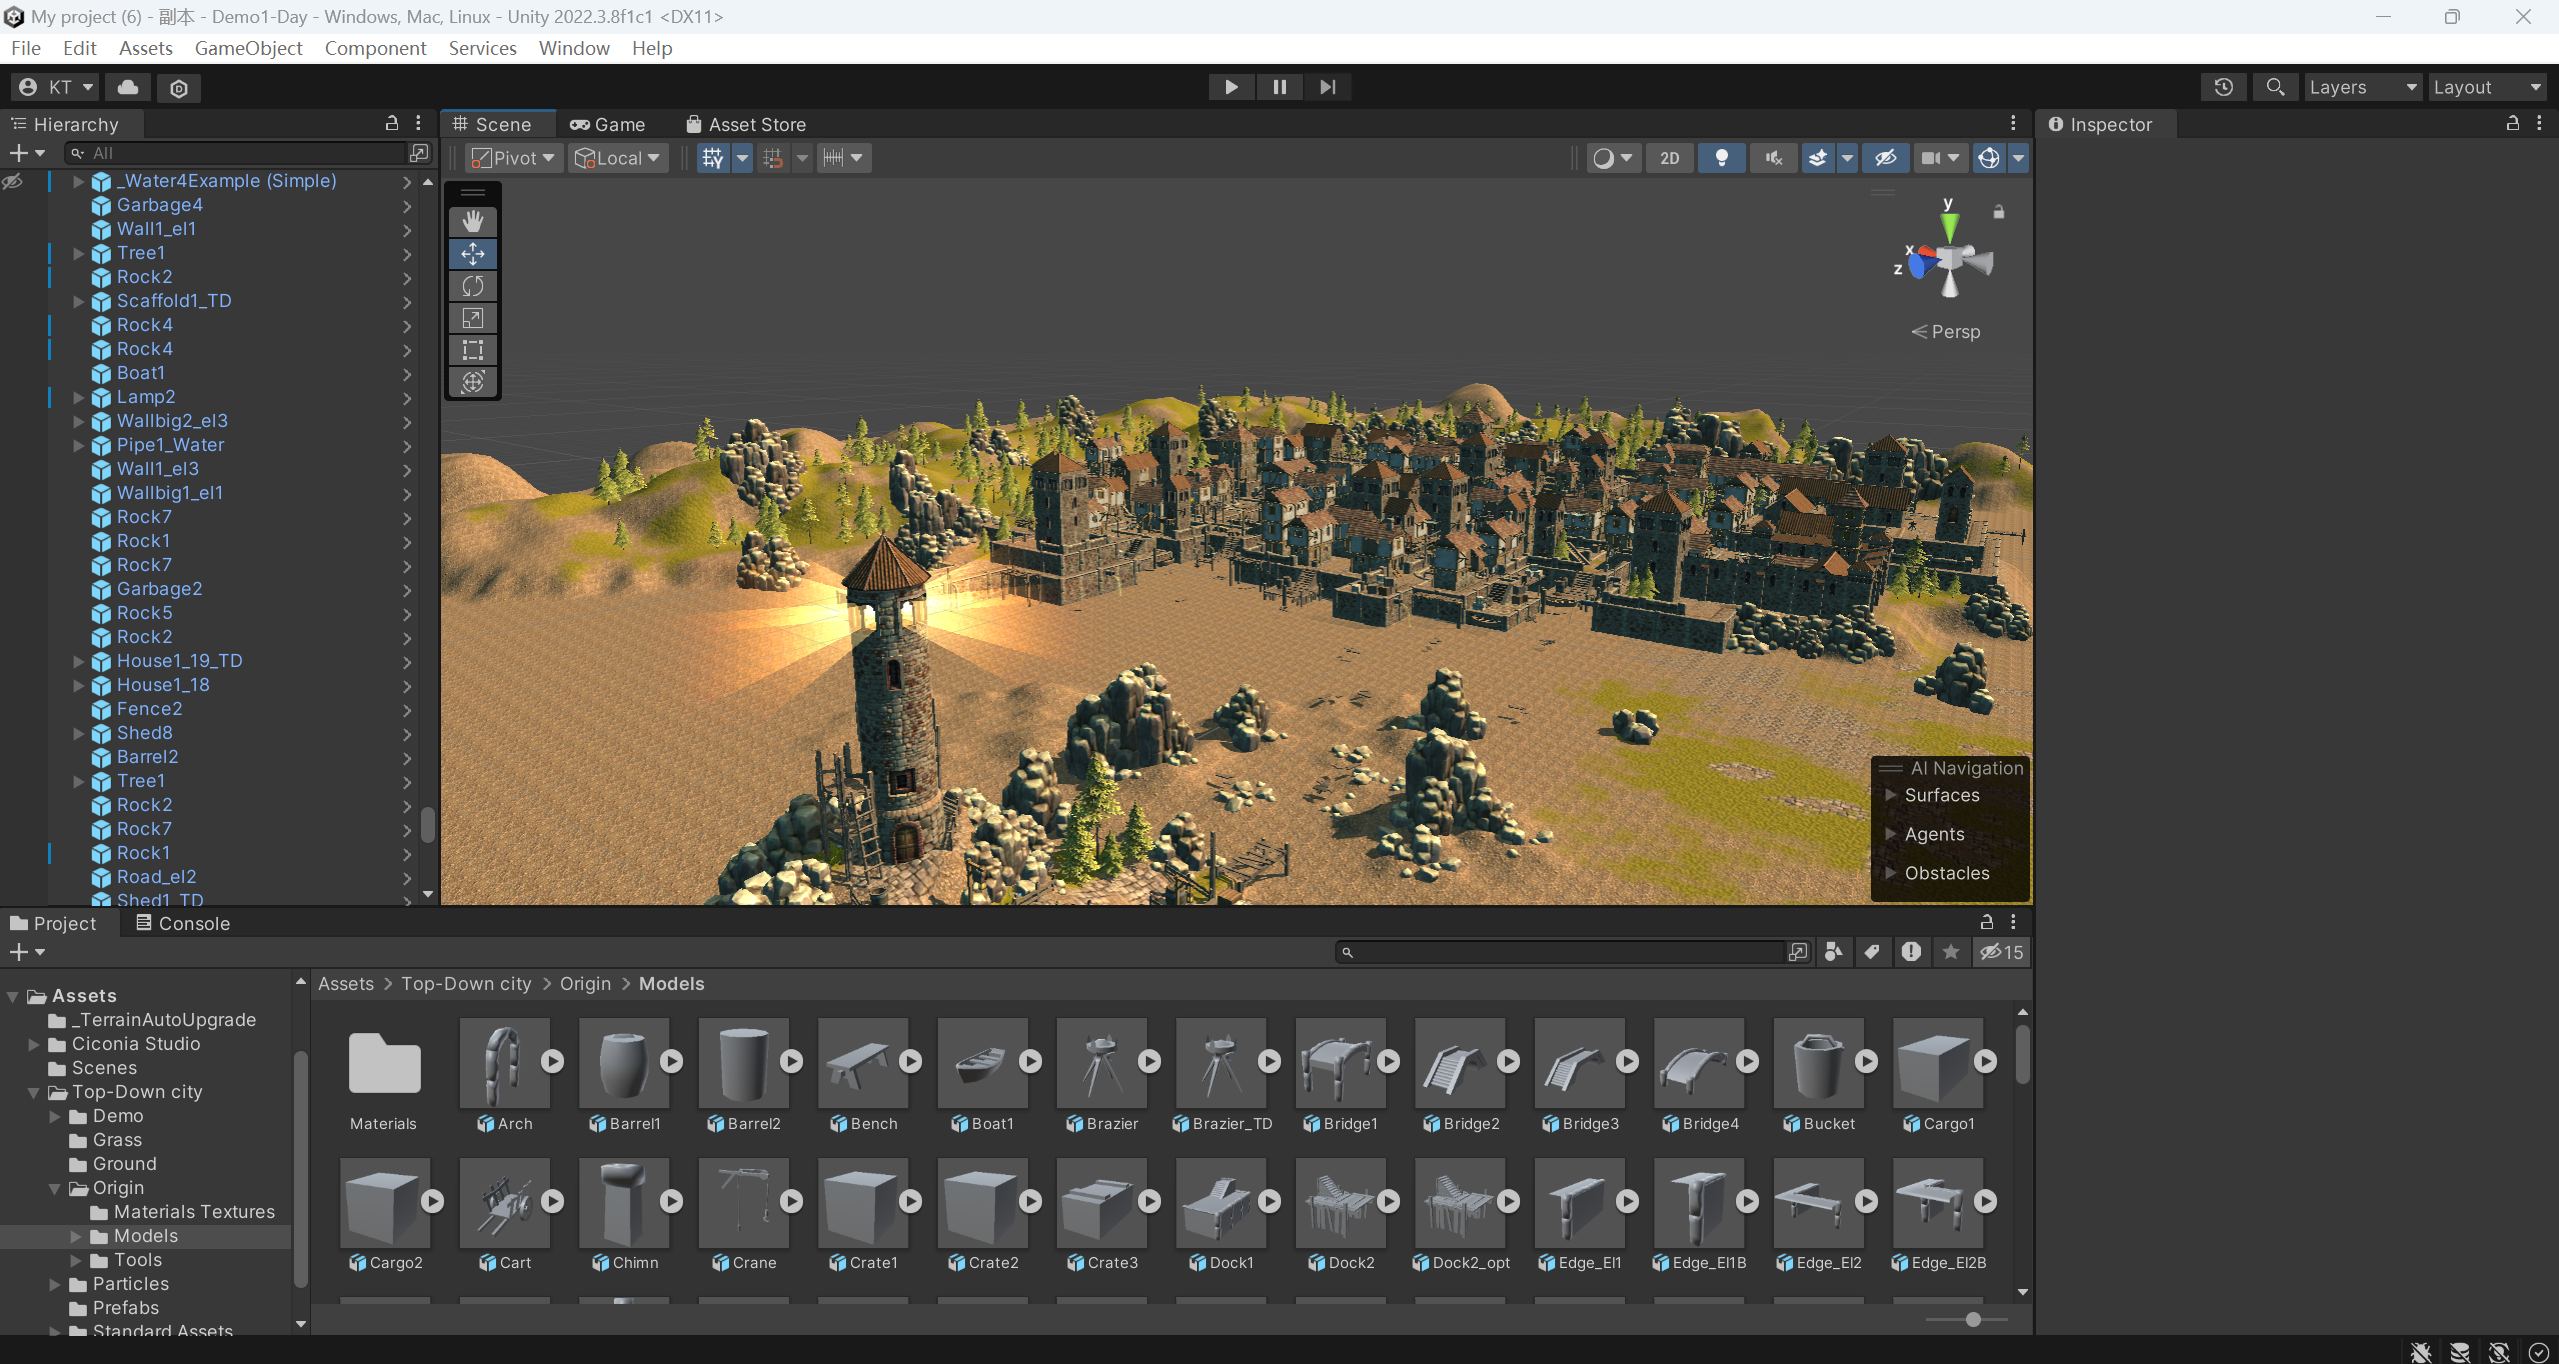 My project (6) - 副本 - Demo1-Day - Windows, Mac, Linux - Unity 2022.3.8f1c1 <DX11>
File Edit Assets GameObject Component Services Window Help
KT
Layers
Layout
Hierarchy
All
_Water4Example (Simple)
Garbage4
Wall1_el1
Tree1
Rock2
Scaffold1_TD
Rock4
Rock4
Boat1
Lamp2
Wallbig2_el3
Pipe1_Water
Wall1_el3
Wallbig1_el1
Rock7
Rock1
Rock7
Garbage2
Rock5
Rock2
House1_19_TD
House1_18
Fence2
Shed8
Barrel2
Tree1
Rock2
Rock7
Rock1
Road_el2
Shed1_TD
Scene
Game
Asset Store
Pivot
Local
2D
y
x
z
Persp
AI Navigation
Surfaces
Agents
Obstacles
Inspector
Project
Console
15
Assets
_TerrainAutoUpgrade
Ciconia Studio
Scenes
Top-Down city
Demo
Grass
Ground
Origin
Materials Textures
Models
Tools
Particles
Prefabs
Standard Assets
Assets > Top-Down city > Origin > Models
Materials Arch Barrel1 Barrel2 Bench Boat1 Brazier Brazier_TD Bridge1 Bridge2 Bridge3 Bridge4 Bucket Cargo1
Cargo2 Cart Chimn Crane Crate1 Crate2 Crate3 Dock1 Dock2 Dock2_opt Edge_El1 Edge_El1B Edge_El2 Edge_El2B